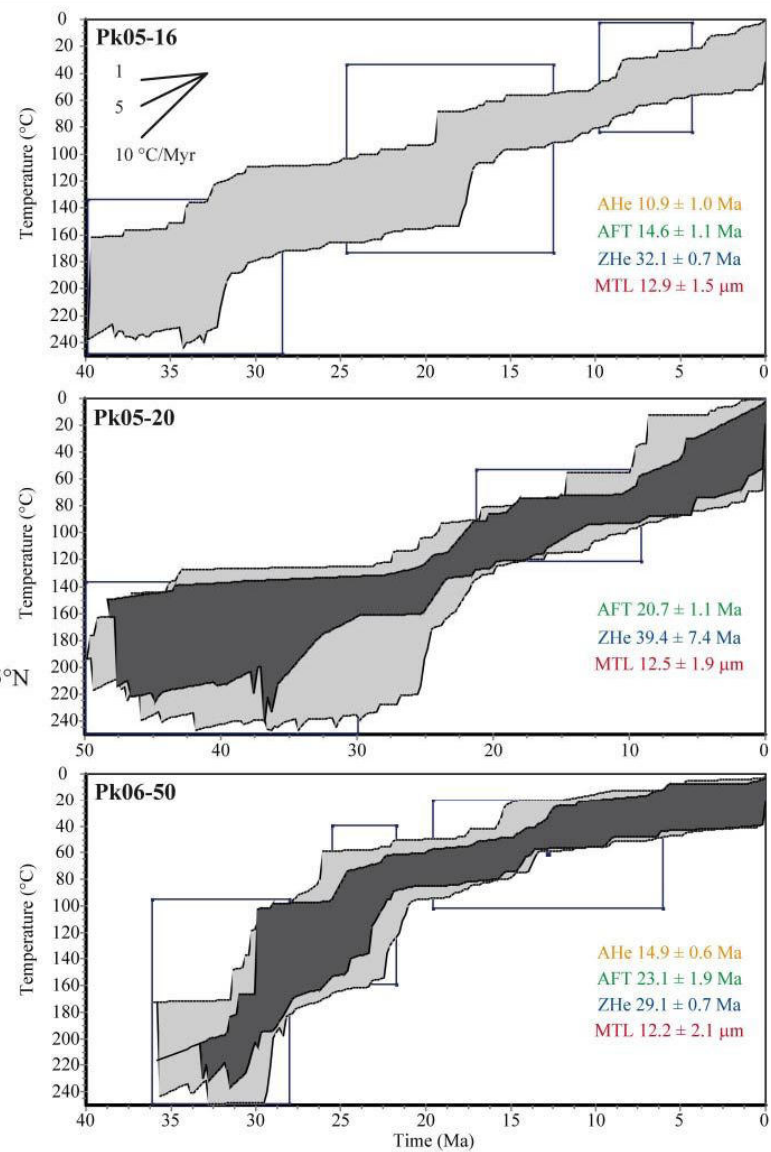 Pk05-16
1
5
10 °C/Myr
Temperature (°C)
0
20
40
60
80
100
120
140
160
180
200
220
240
AHe 10.9 ± 1.0 Ma
AFT 14.6 ± 1.1 Ma
ZHe 32.1 ± 0.7 Ma
MTL 12.9 ± 1.5 μm
40 35 30 25 20 15 10 5 0
Pk05-20
Temperature (°C)
0
20
40
60
80
100
120
140
160
180
200
220
240
AFT 20.7 ± 1.1 Ma
ZHe 39.4 ± 7.4 Ma
MTL 12.5 ± 1.9 μm
°N
50 40 30 20 10 0
Pk06-50
Temperature (°C)
0
20
40
60
80
100
120
140
160
180
200
220
240
AHe 14.9 ± 0.6 Ma
AFT 23.1 ± 1.9 Ma
ZHe 29.1 ± 0.7 Ma
MTL 12.2 ± 2.1 μm
40 35 30 25 20 15 10 5 0
Time (Ma)